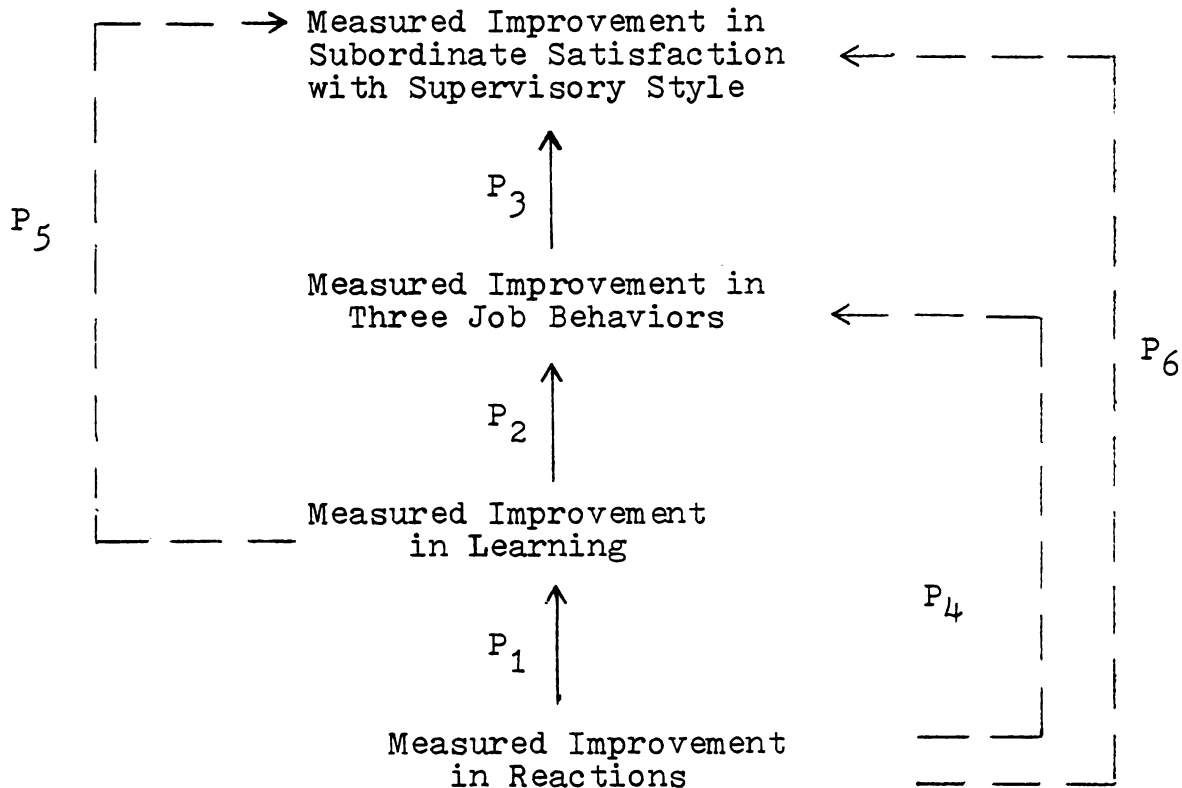 Measured Improvement in
Subordinate Satisfaction
with Supervisory Style
P3
P5
Measured Improvement in
Three Job Behaviors
P6
P2
Measured Improvement
in Learning
P4
P1
Measured Improvement
in Reactions